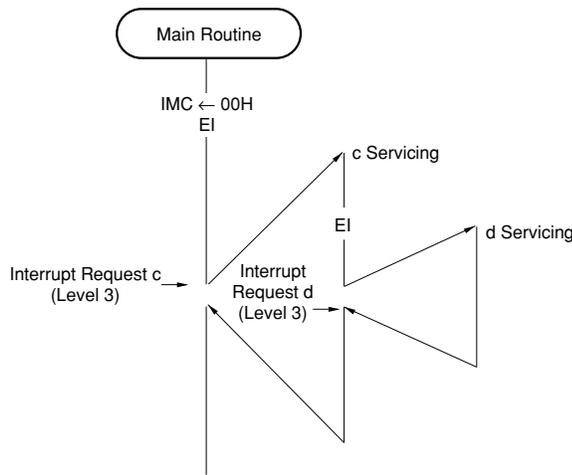 Main Routine
IMC ← 00H
EI
c Servicing
EI
d Servicing
Interrupt Request c
(Level 3)
Interrupt
Request d
(Level 3)